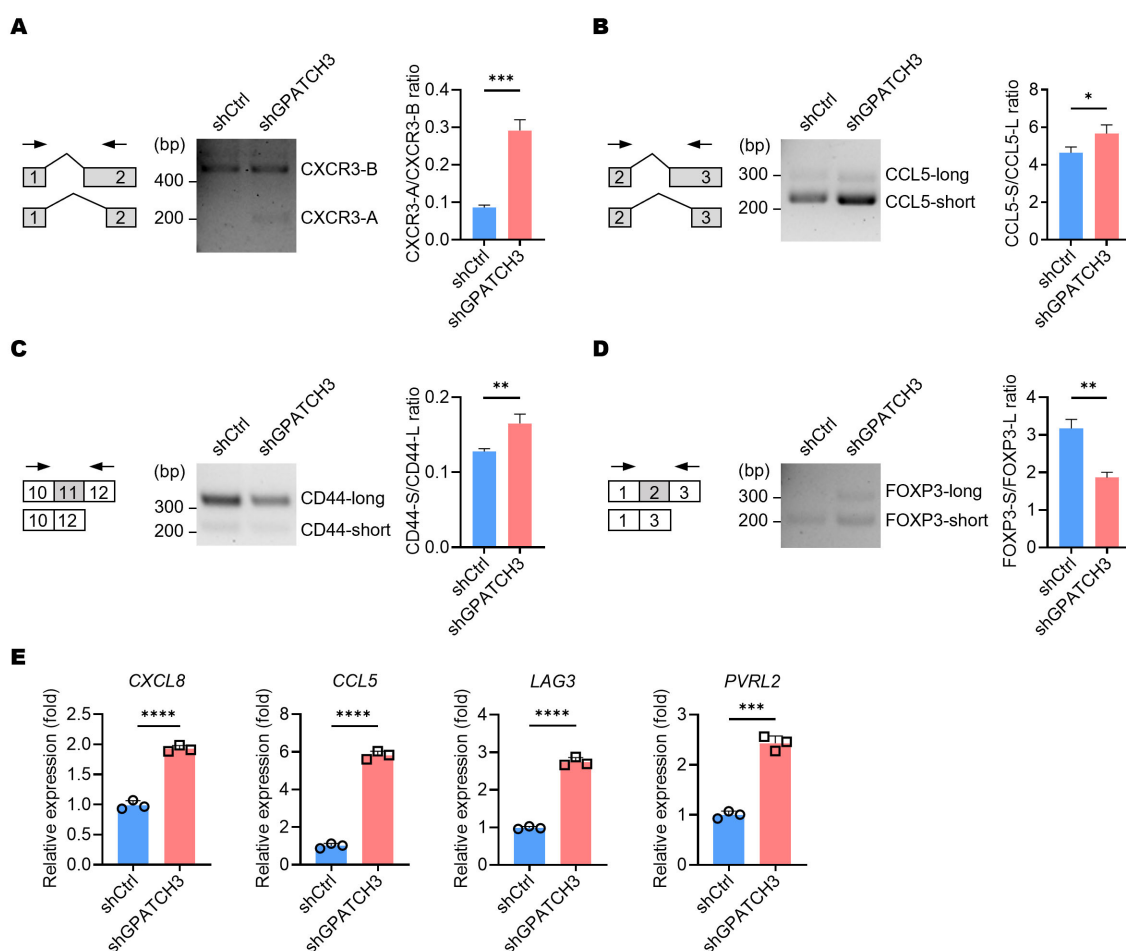 A
shCtrl
shGPATCH3
(bp)
400
200
CXCR3-B
CXCR3-A
1 2
1 2
CXCR3-A/CXCR3-B ratio
0.4
0.3
0.2
0.1
0.0
***
shCtrl
shGPATCH3
B
shCtrl
shGPATCH3
(bp)
300
200
CCL5-long
CCL5-short
2 3
2 3
CCL5-S/CCL5-L ratio
10
8
6
4
2
0
*
shCtrl
shGPATCH3
C
shCtrl
shGPATCH3
(bp)
300
200
CD44-long
CD44-short
10 11 12
10 12
CD44-S/CD44-L ratio
0.2
0.1
0.0
**
shCtrl
shGPATCH3
D
shCtrl
shGPATCH3
(bp)
300
200
FOXP3-long
FOXP3-short
1 2 3
1 3
FOXP3-S/FOXP3-L ratio
4
3
2
1
0
**
shCtrl
shGPATCH3
E
CXCL8
Relative expression (fold)
2.5
2.0
1.5
1.0
0.5
0.0
****
shCtrl
shGPATCH3
CCL5
Relative expression (fold)
8
6
4
2
0
****
shCtrl
shGPATCH3
LAG3
Relative expression (fold)
4
3
2
1
0
****
shCtrl
shGPATCH3
PVRL2
Relative expression (fold)
3
2
1
0
***
shCtrl
shGPATCH3